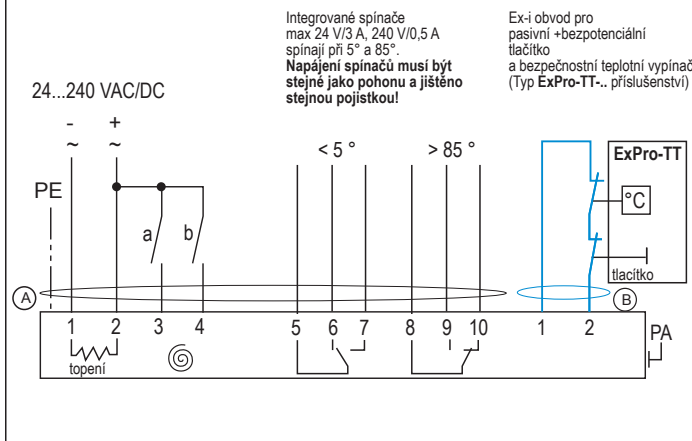 Integrované spínače
max 24 V/3 A, 240 V/0,5 A
spínají při 5° a 85°.
Napájení spínačů musí být
stejné jako pohonu a jištěno
stejnou pojistkou!
Ex-i obvod pro
pasivní +bezpotenciální
tlačítko
a bezpečnostní teplotní vypínač
(Typ ExPro-TT-.. příslušenství)
24...240 VAC/DC
- +
~ ~
< 5 ° > 85 °
ExPro-TT
PE
°C
a b
tlacítko
A B
1 2 3 4 5 6 7 8 9 10 1 2 PA
topení